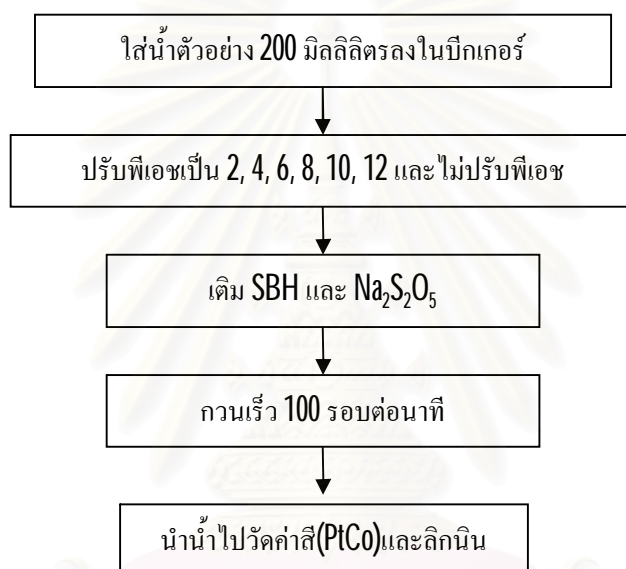 ใส่น้ำตัวอย่าง 200 มิลลิลิตรลงในบีกเกอร์
ปรับพีเอชเป็น 2, 4, 6, 8, 10, 12 และไม่ปรับพีเอช
เติม SBH และ Na₂S₂O₅
กวนเร็ว 100 รอบต่อนาที
นำน้ำไปวัดค่าสี(PtCo)และลิกนิน